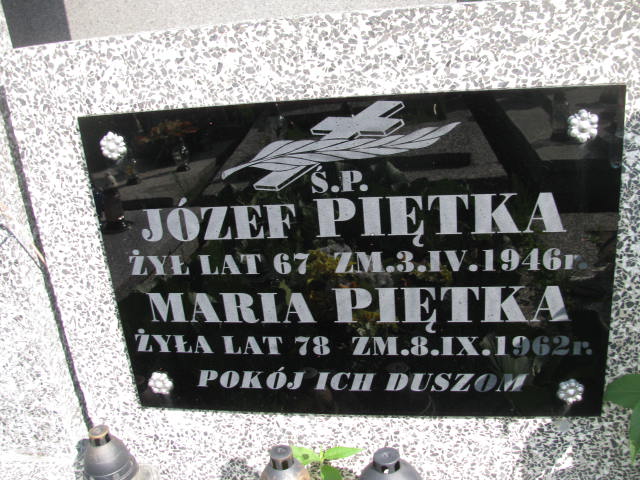 Ś.P.
JÓZEF PIĘTKA
ŻYŁ LAT 67 ZM.3.IV.1946r.
MARIA PIĘTKA
ŻYŁA LAT 78 ZM.8.IX.1962r.
POKÓJ ICH DUSZOM